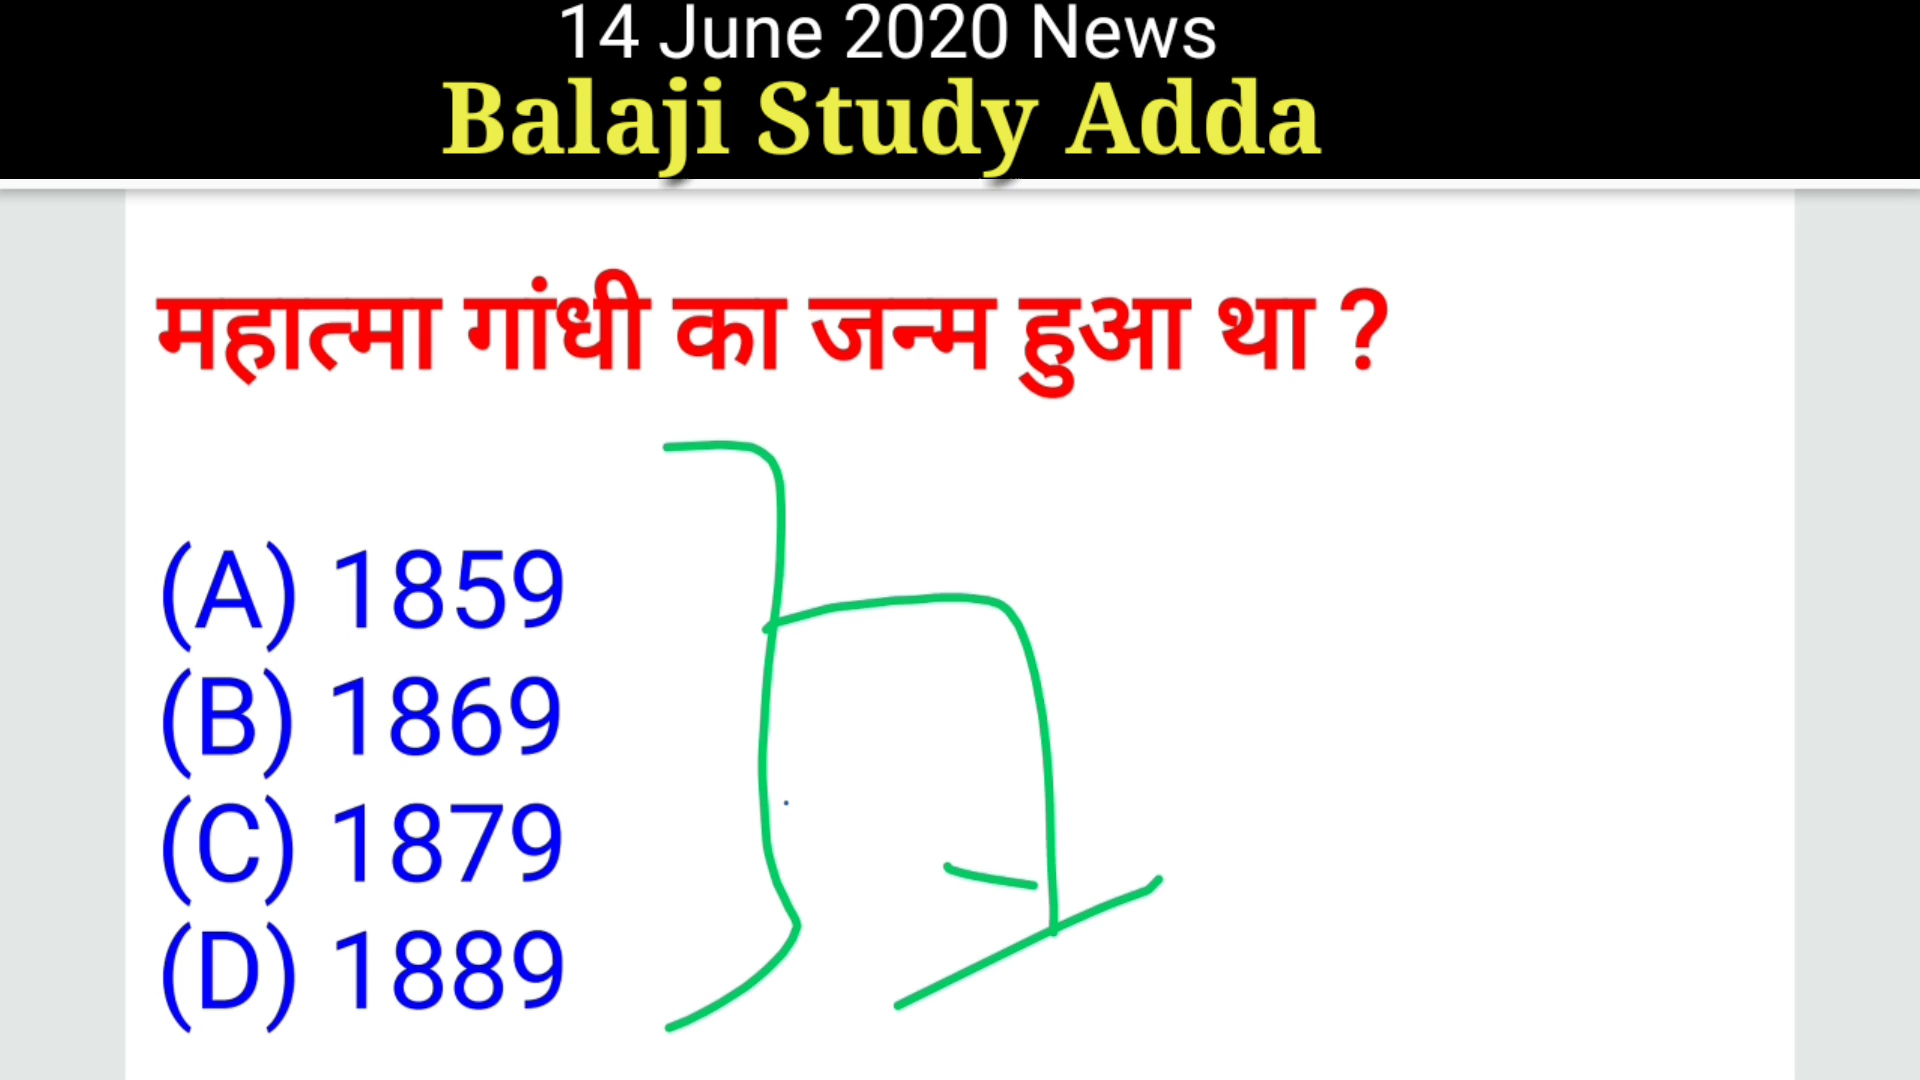 14 June 2020 News
Balaji Study Adda
महात्मा गांधी का जन्म हुआ था ?
(A) 1859
(B) 1869
(C) 1879
(D) 1889